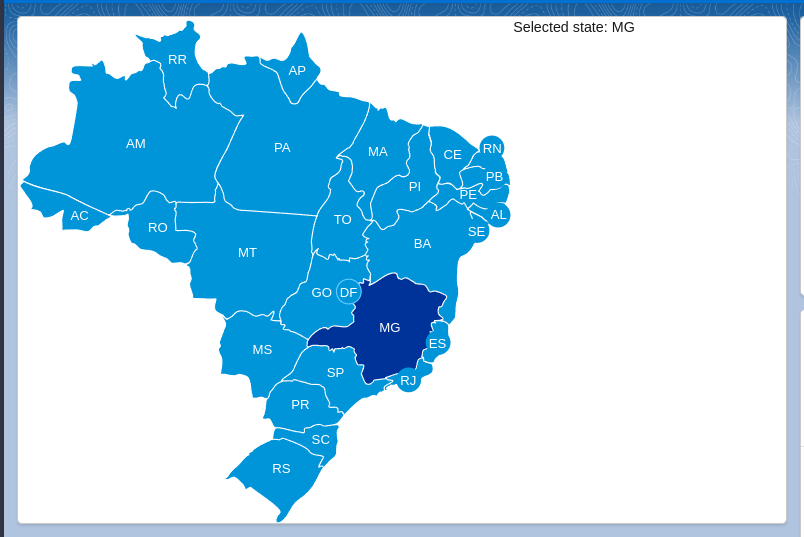 Selected state: MG
RR
AP
AM
PA
MA
CE
RN
PB
PI
PE
AC
RO
TO
AL
SE
MT
BA
GO
DF
MG
MS
ES
SP
RJ
PR
SC
RS